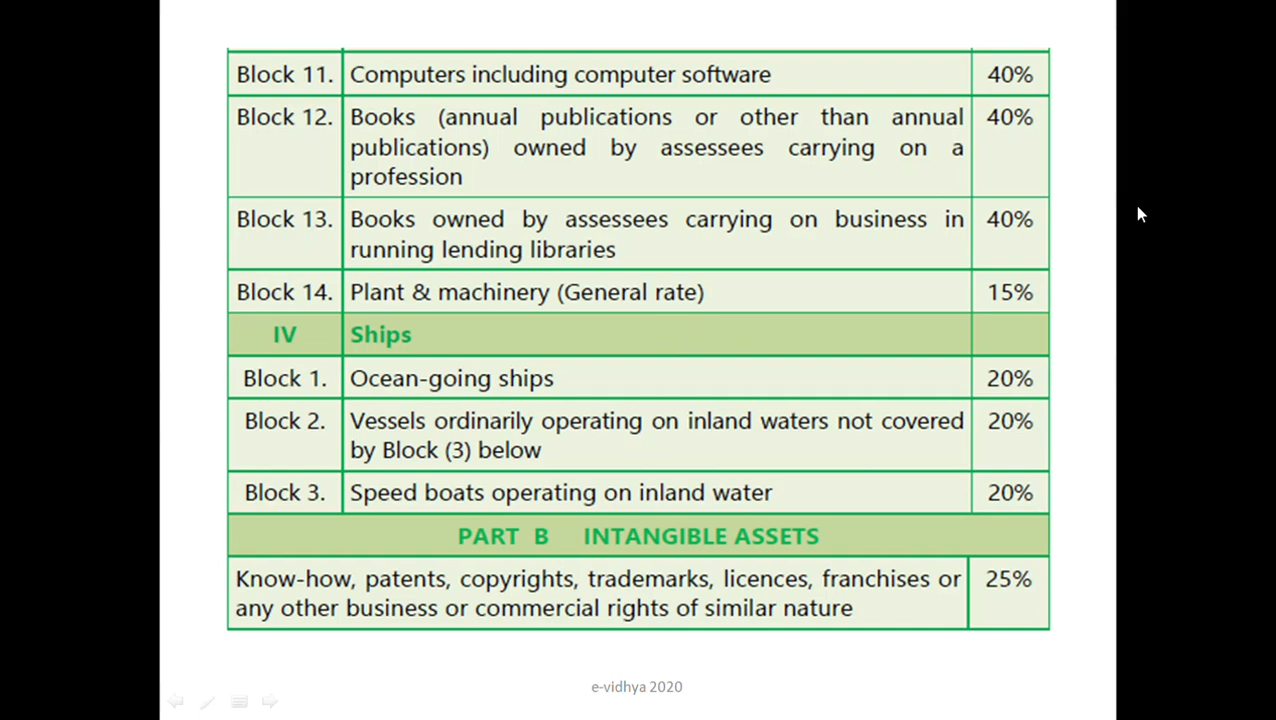 Block 11. Computers including computer software 40%
Block 12. Books (annual publications or other than annual 40%
publications) owned by assessees carrying on a
profession
Block 13. Books owned by assessees carrying on business in 40%
running lending libraries
Block 14. Plant & machinery (General rate) 15%
IV Ships
Block 1. Ocean-going ships 20%
Block 2. Vessels ordinarily operating on inland waters not covered 20%
by Block (3) below
Block 3. Speed boats operating on inland water 20%
PART B INTANGIBLE ASSETS
Know-how, patents, copyrights, trademarks, licences, franchises or 25%
any other business or commercial rights of similar nature
e-vidhya 2020